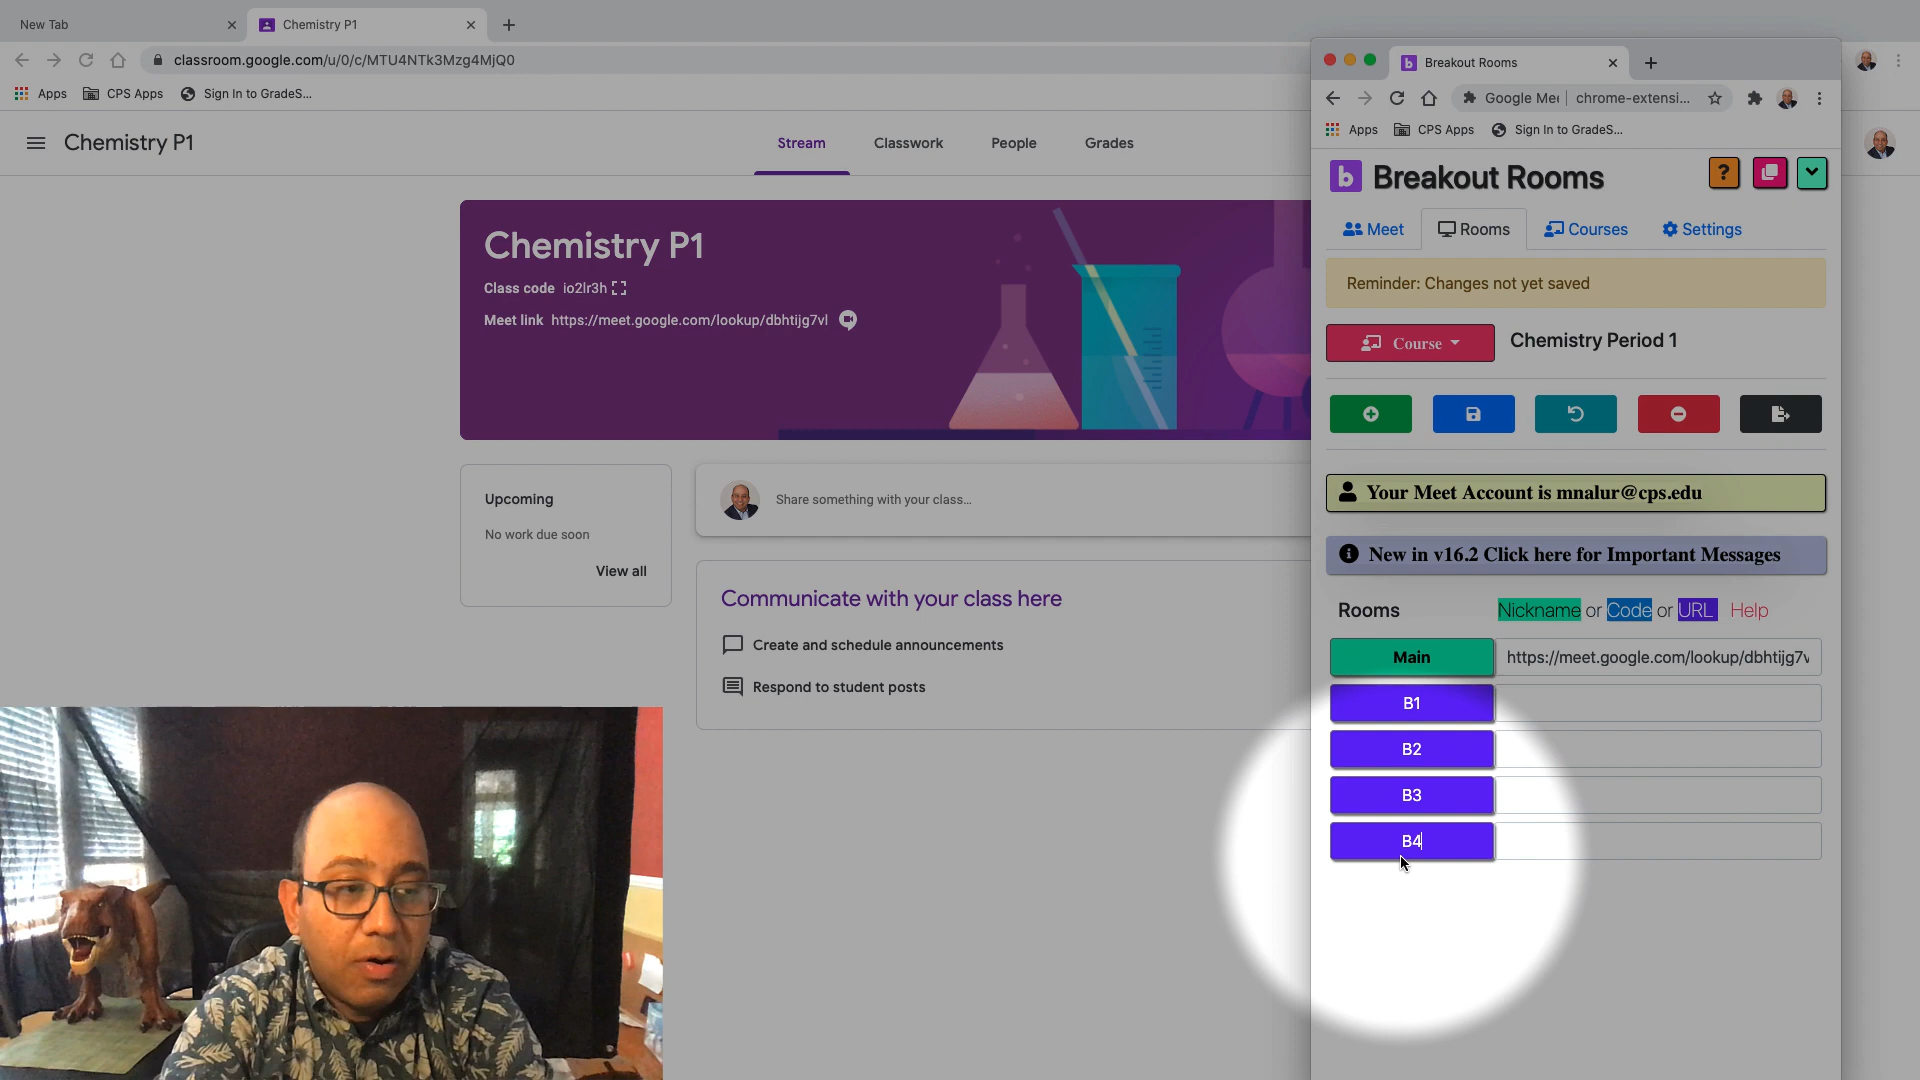 New Tab
Chemistry P1
classroom.google.com/u/0/c/MTU4NTk3Mzg4MjQ0
Apps
CPS Apps
Sign In to GradeS...
Chemistry P1
Stream
Classwork
People
Grades
Chemistry P1
Class code io2lr3h
Meet link https://meet.google.com/lookup/dbhtijg7vl
Upcoming
No work due soon
View all
Share something with your class...
Communicate with your class here
Create and schedule announcements
Respond to student posts
b Breakout Rooms
Google Mee
chrome-extensi...
Apps
CPS Apps
Sign In to GradeS...
b Breakout Rooms
?
Meet
Rooms
Courses
Settings
Reminder: Changes not yet saved
Course
Chemistry Period 1
Your Meet Account is mnalur@cps.edu
New in v16.2 Click here for Important Messages
Rooms
Nickname or Code or URL Help
Main
https://meet.google.com/lookup/dbhtijg7v
B1
B2
B3
B4